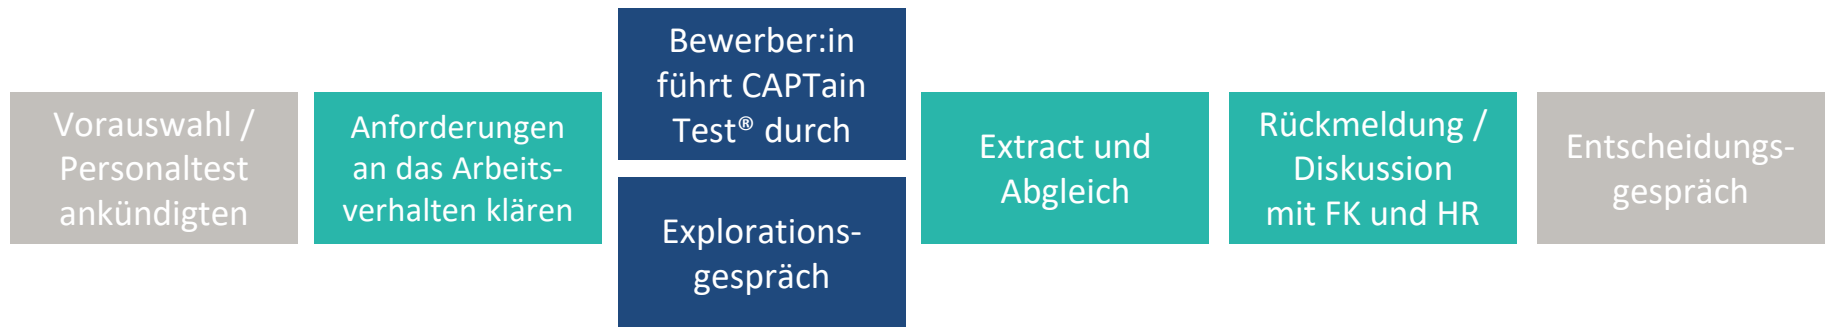 Vorauswahl /
Personaltest
ankündigten
Anforderungen
an das Arbeits-
verhalten klären
Bewerber:in
führt CAPTain
Test® durch
Explorations-
gespräch
Extract und
Abgleich
Rückmeldung /
Diskussion
mit FK und HR
Entscheidungs-
gespräch